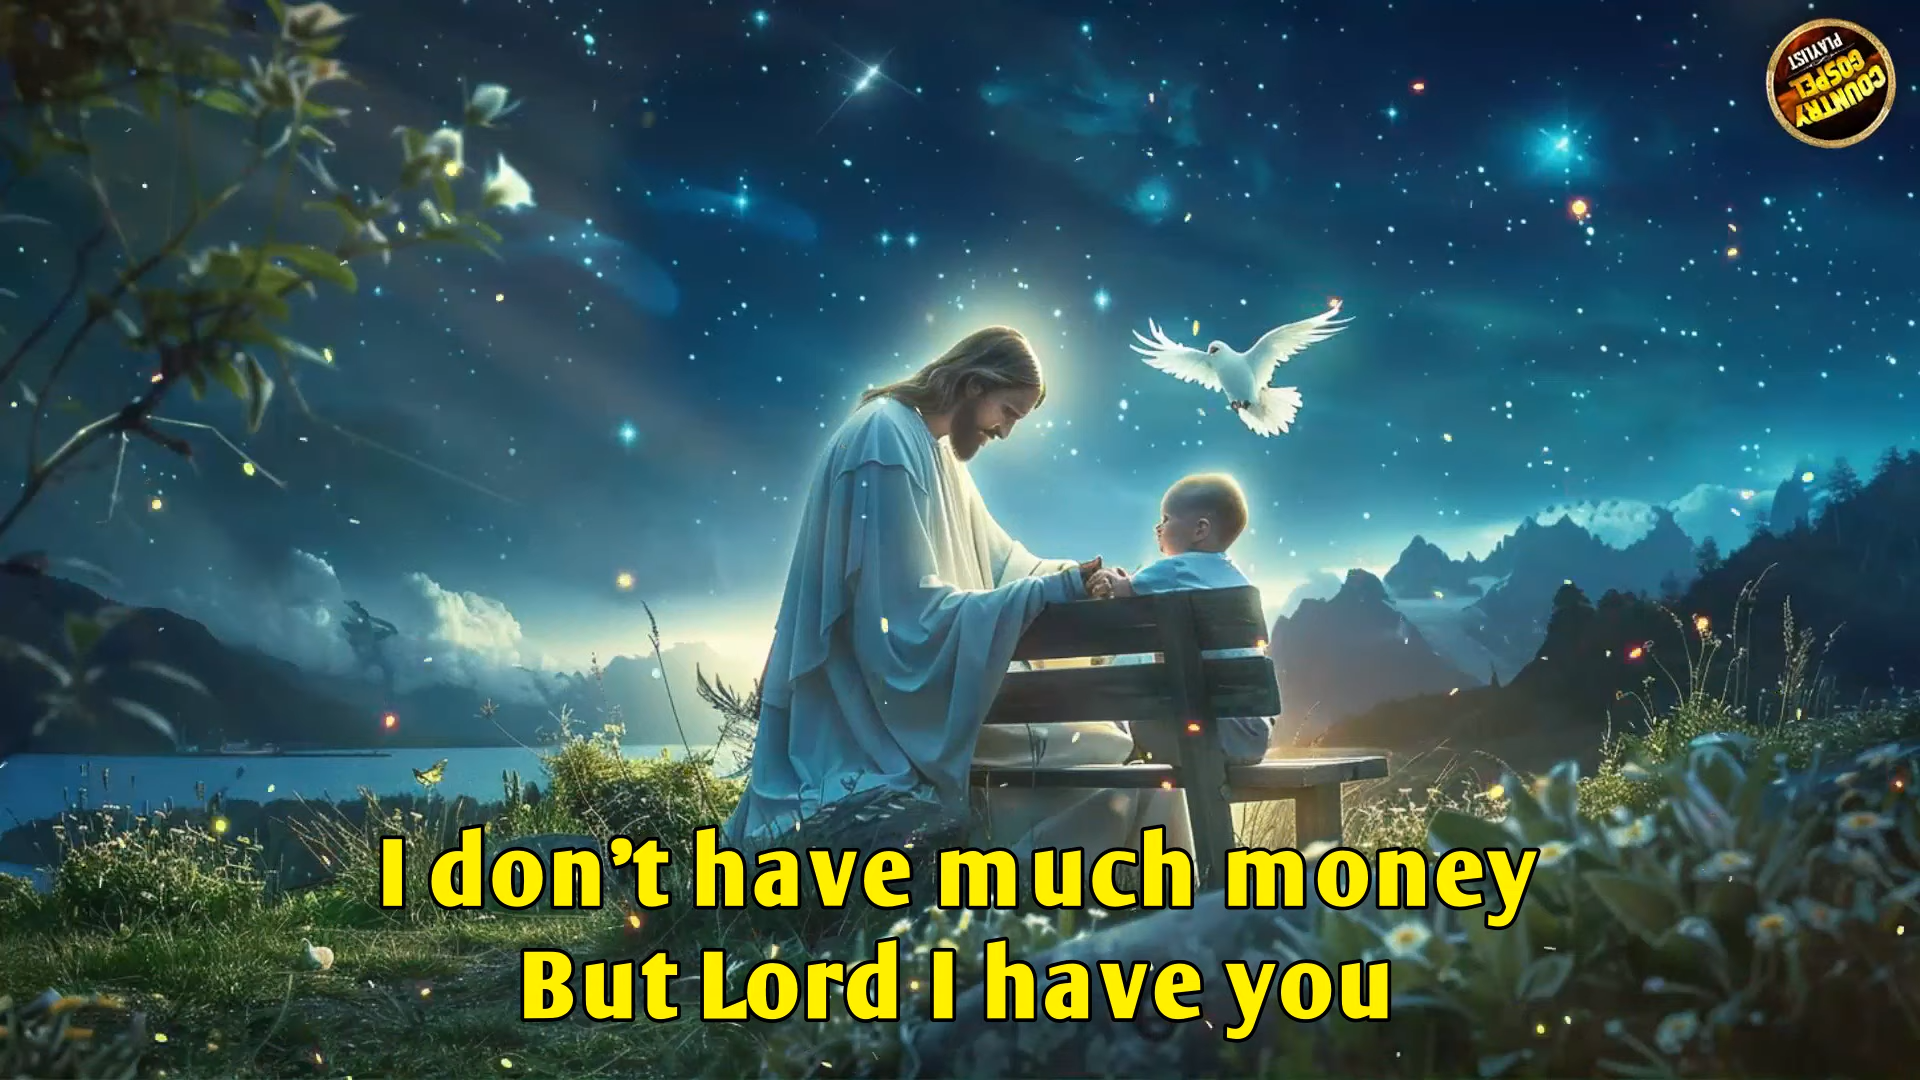 COUNTRY
GOSPEL
PLAYLIST
I don't have much money
But Lord I have you